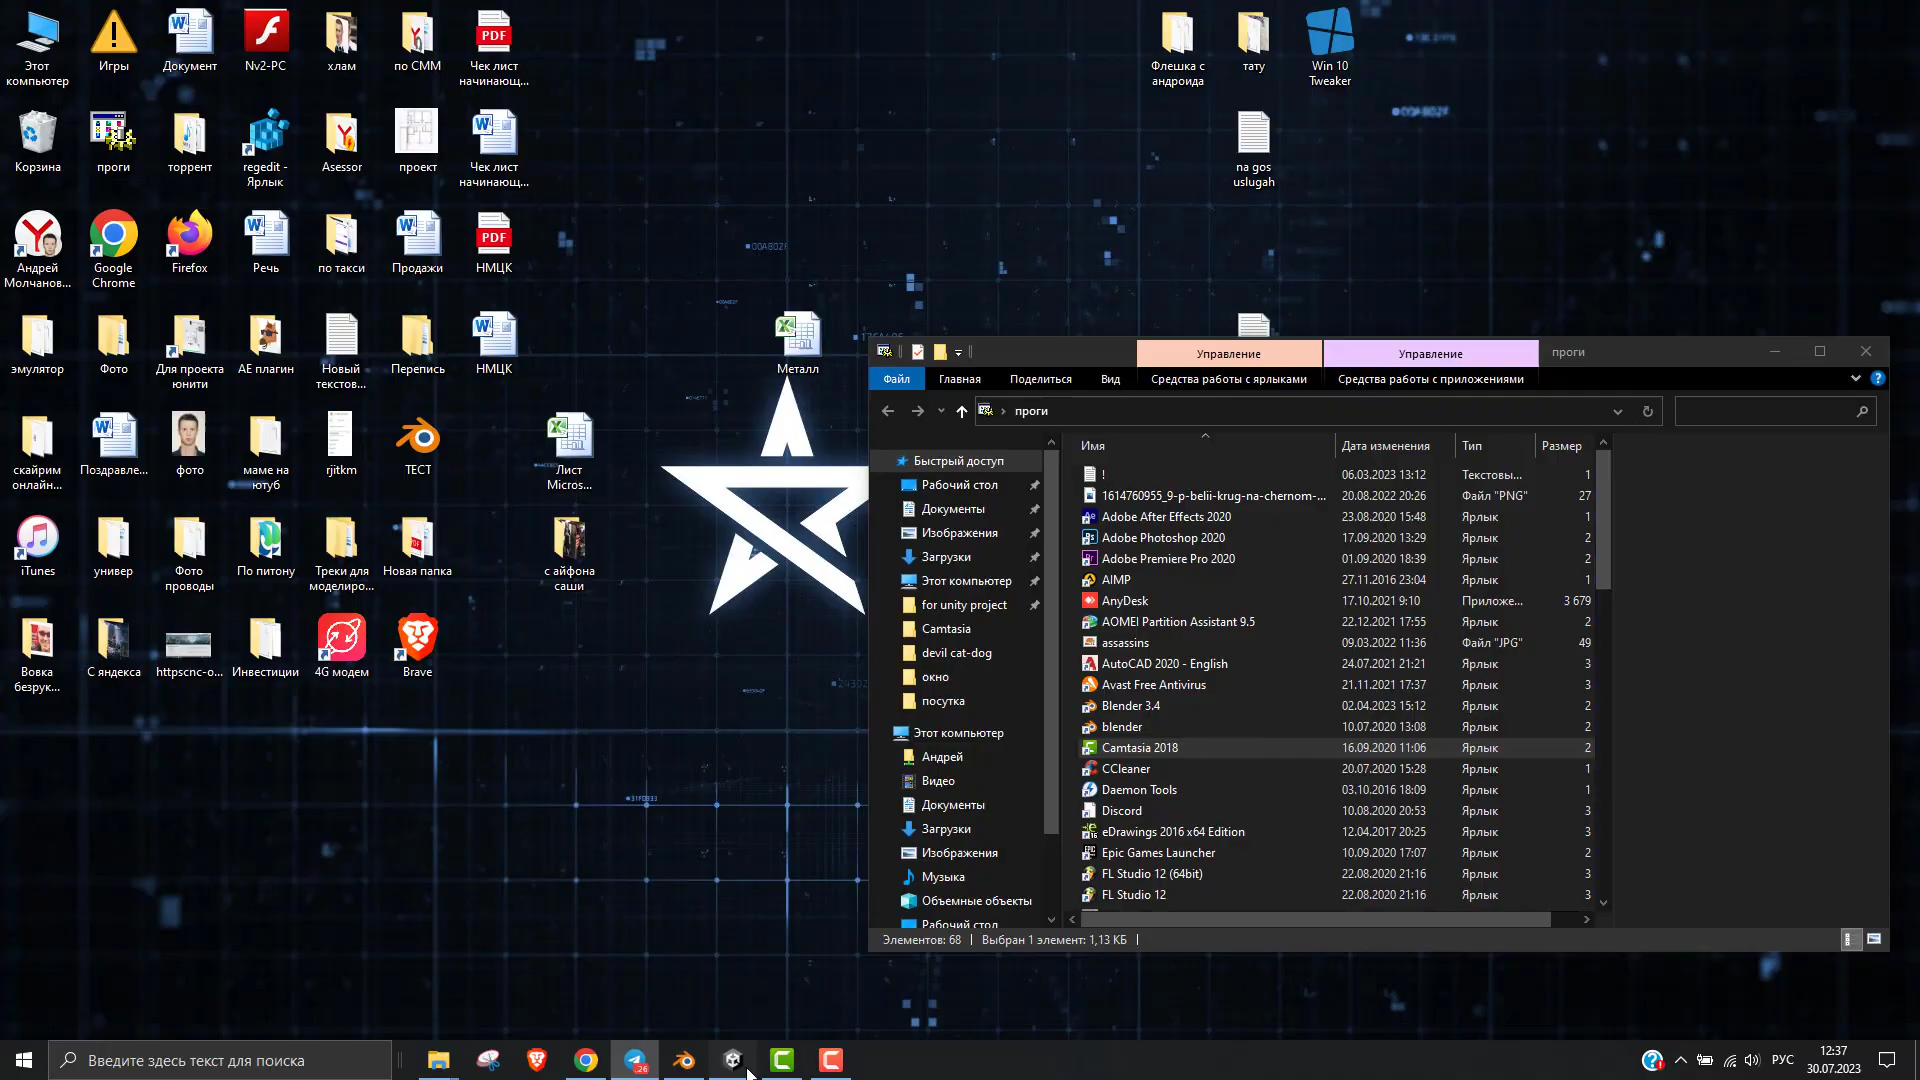 Этот
компьютер
Игры
Документ
Nv2-PC
хлам
по СММ
Чек лист
начинающ...
Флешка с
андроида
тату
Win 10
Tweaker
Корзина
проги
торрент
regedit -
Ярлык
Asessor
проект
Чек лист
начинающ...
na gos
uslugah
Андрей
Молчанов...
Google
Chrome
Firefox
Речь
по такси
Продажи
НМЦК
эмулятор
Фото
Для проекта
юнити
АЕ плагин
Новый
текстов...
Перепись
НМЦК
Металл
скайрим
онлайн...
Поздравле...
фото
маме на
ютуб
rjitkm
ТЕСТ
Лист
Micros...
iTunes
универ
Фото
проводы
По питону
Треки для
моделиро...
Новая папка
с айфона
саши
Вовка
безрук...
С яндекса
httpscnc-o...
Инвестиции
4G модем
Brave
Управление
Управление
проги
Файл
Главная
Поделиться
Вид
Средства работы с ярлыками
Средства работы с приложениями
проги
Быстрый доступ
Рабочий стол
Документы
Изображения
Загрузки
Этот компьютер
for unity project
Camtasia
devil cat-dog
окно
посутка
Этот компьютер
Андрей
Видео
Документы
Загрузки
Изображения
Музыка
Объемные объекты
Рабочий стол
Имя Дата изменения Тип Размер
! 06.03.2023 13:12 Текстовы... 1
1614760955_9-p-belii-krug-na-chernom-... 20.08.2022 20:26 Файл "PNG" 27
Adobe After Effects 2020 23.08.2020 15:48 Ярлык 1
Adobe Photoshop 2020 17.09.2020 13:29 Ярлык 2
Adobe Premiere Pro 2020 01.09.2020 18:39 Ярлык 2
AIMP 27.11.2016 23:04 Ярлык 1
AnyDesk 17.10.2021 9:10 Приложе... 3 679
AOMEI Partition Assistant 9.5 22.12.2021 17:55 Ярлык 2
assassins 09.03.2022 11:36 Файл "JPG" 49
AutoCAD 2020 - English 24.07.2021 21:21 Ярлык 3
Avast Free Antivirus 21.11.2021 17:37 Ярлык 3
Blender 3.4 02.04.2023 15:12 Ярлык 2
blender 10.07.2020 13:08 Ярлык 2
Camtasia 2018 16.09.2020 11:06 Ярлык 2
CCleaner 20.07.2020 15:28 Ярлык 1
Daemon Tools 03.10.2016 18:09 Ярлык 1
Discord 10.08.2020 20:53 Ярлык 3
eDrawings 2016 x64 Edition 12.04.2017 20:25 Ярлык 3
Epic Games Launcher 10.09.2020 17:07 Ярлык 2
FL Studio 12 (64bit) 22.08.2020 21:16 Ярлык 3
FL Studio 12 22.08.2020 21:16 Ярлык 3
Элементов: 68
Выбран 1 элемент: 1,13 КБ
Введите здесь текст для поиска
РУС
12:37
30.07.2023